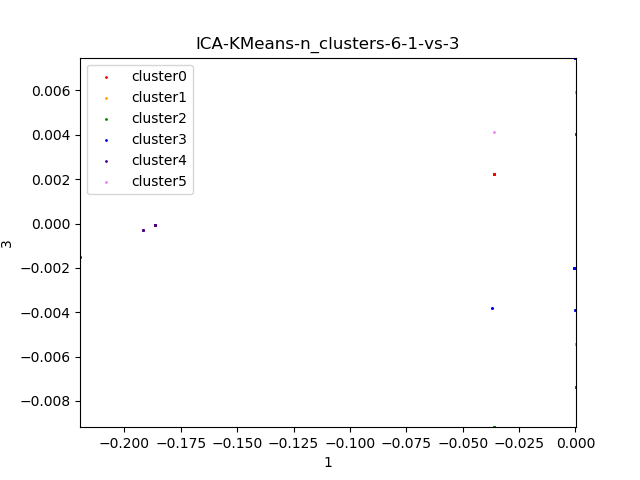 ICA-KMeans-n_clusters-6-1-vs-3
cluster0
cluster1
cluster2
cluster3
cluster4
cluster5
0.006
0.004
0.002
0.000
−0.002
−0.004
−0.006
−0.008
3
−0.200 −0.175 −0.150 −0.125 −0.100 −0.075 −0.050 −0.025 0.000
1